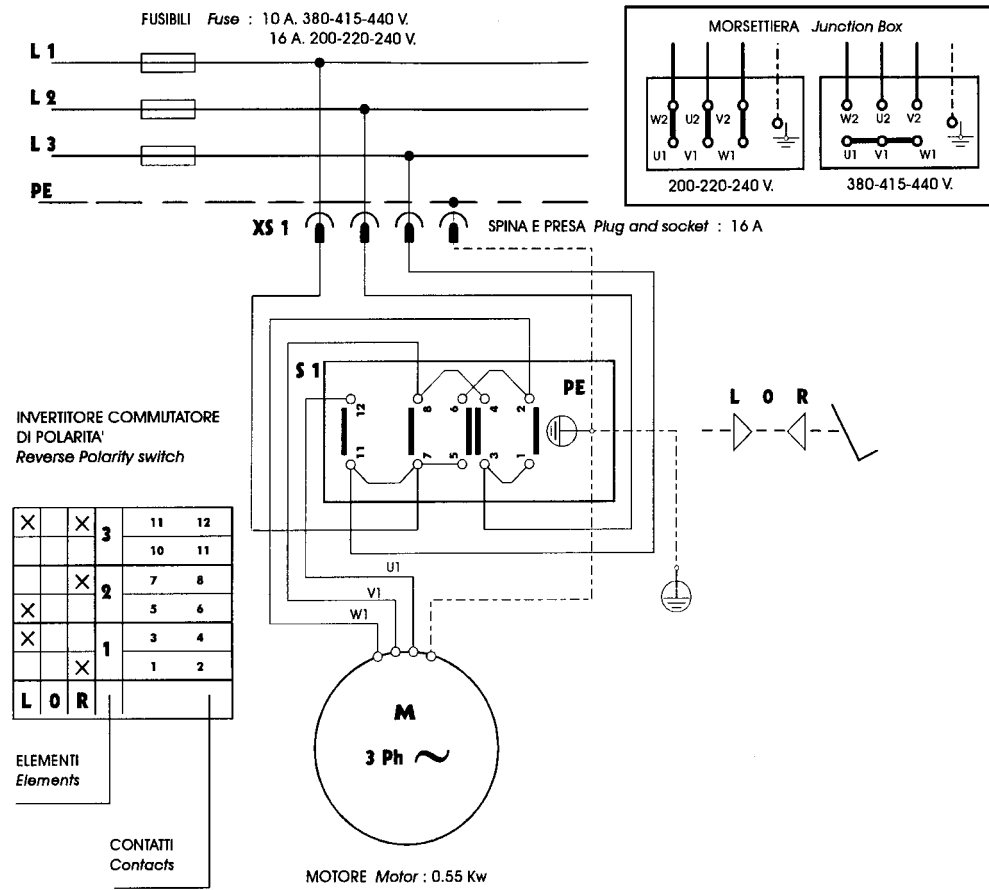 FUSIBILI Fuse : 10 A. 380-415-440 V.
16 A. 200-220-240 V.
L 1
L 2
L 3
PE
MORSETTIERA Junction Box
W2 U2 V2
U1 V1 W1
200-220-240 V.
W2 U2 V2
U1 V1 W1
380-415-440 V.
XS 1
SPINA E PRESA Plug and socket : 16 A
S 1
PE
12 8 6 4 2
11 7 5 3 1
L O R
INVERTITORE COMMUTATORE
DI POLARITA'
Reverse Polarity switch
X X 3 11 12
10 11
X 2 7 8
X 5 6
X 1 3 4
X 1 2
L O R
U1
V1
W1
M
3 Ph ~
ELEMENTI
Elements
CONTATTI
Contacts
MOTORE Motor : 0.55 Kw